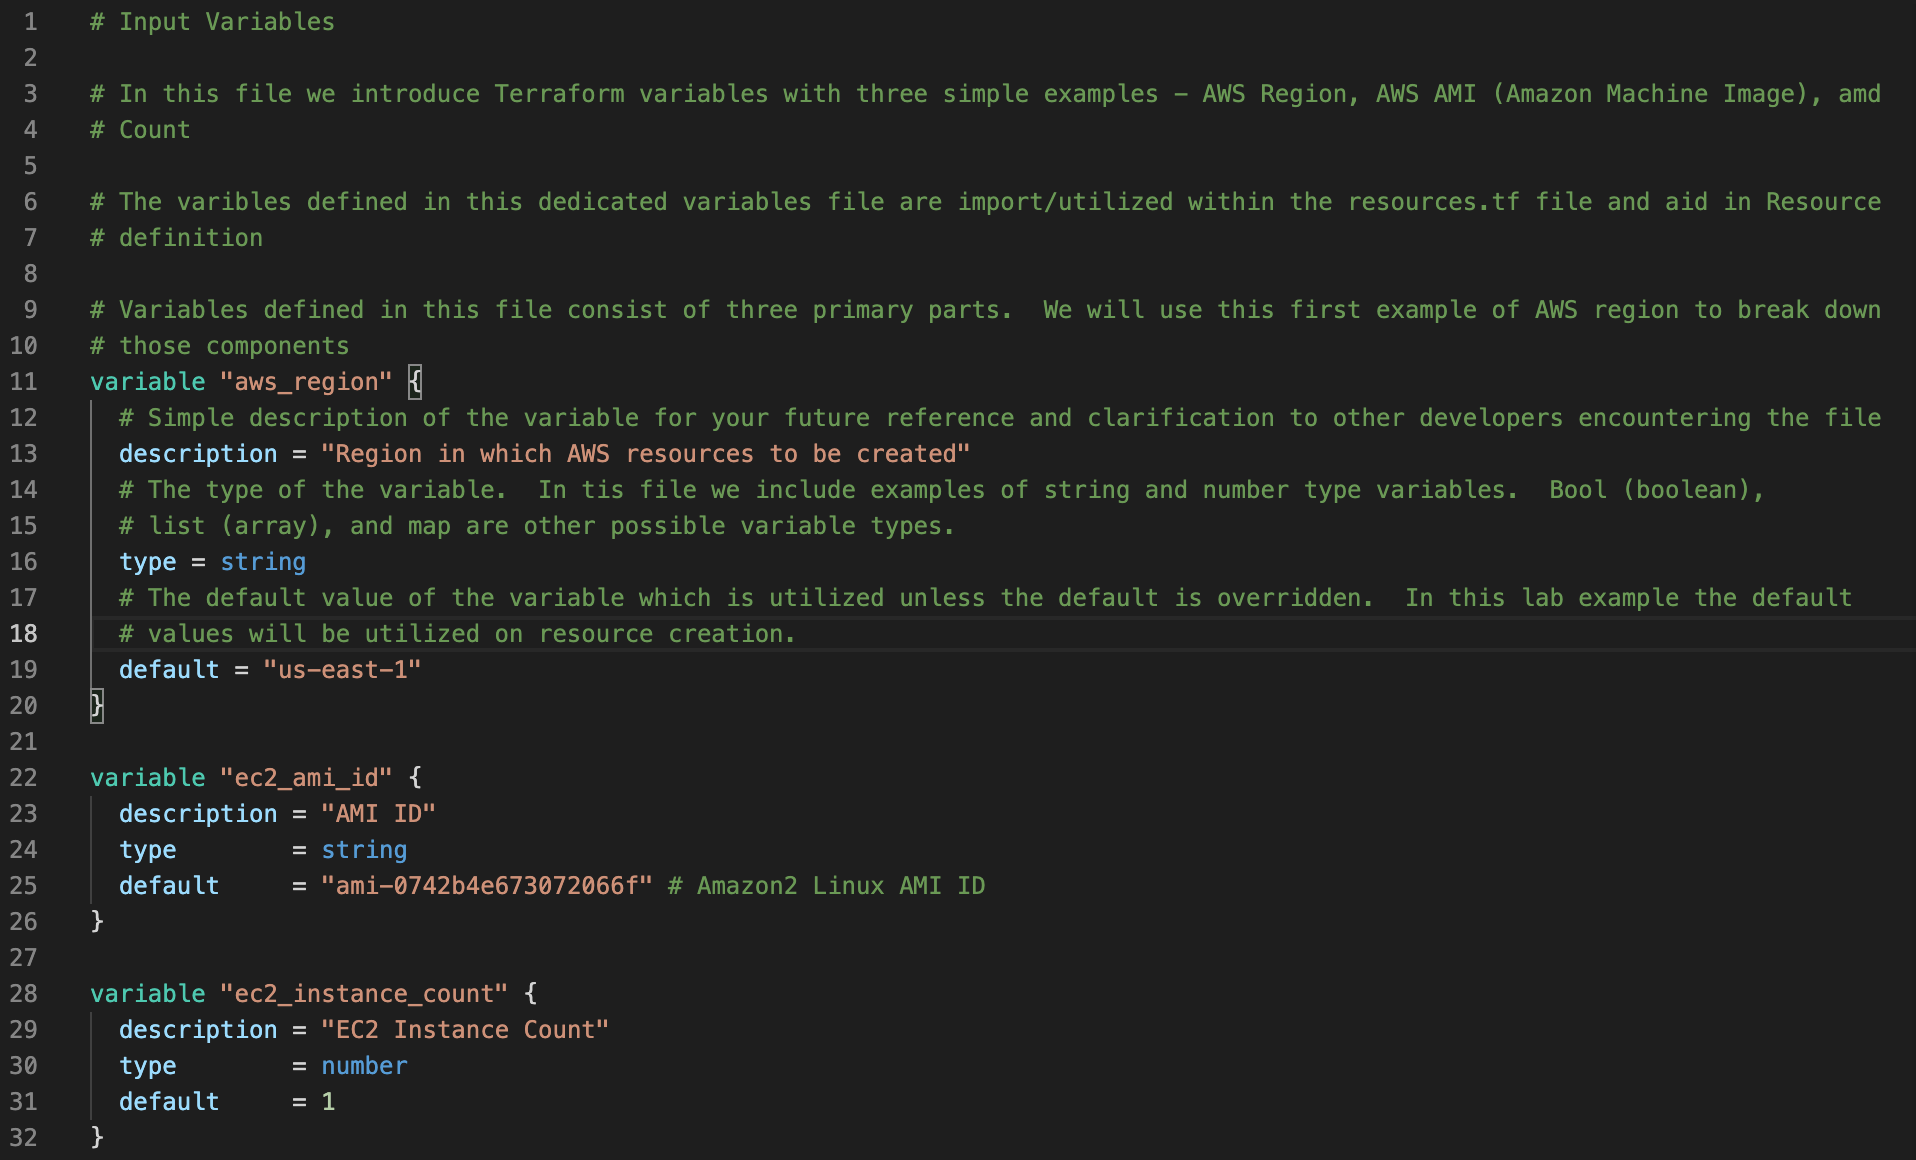 1 # Input Variables
2
3 # In this file we introduce Terraform variables with three simple examples – AWS Region, AWS AMI (Amazon Machine Image), amd
4 # Count
5
6 # The varibles defined in this dedicated variables file are import/utilized within the resources.tf file and aid in Resource
7 # definition
8
9 # Variables defined in this file consist of three primary parts.  We will use this first example of AWS region to break down
10 # those components
11 variable "aws_region" {
12   # Simple description of the variable for your future reference and clarification to other developers encountering the file
13   description = "Region in which AWS resources to be created"
14   # The type of the variable.  In tis file we include examples of string and number type variables.  Bool (boolean),
15   # list (array), and map are other possible variable types.
16   type = string
17   # The default value of the variable which is utilized unless the default is overridden.  In this lab example the default
18   # values will be utilized on resource creation.
19   default = "us-east-1"
20 }
21
22 variable "ec2_ami_id" {
23   description = "AMI ID"
24   type        = string
25   default     = "ami-0742b4e673072066f" # Amazon2 Linux AMI ID
26 }
27
28 variable "ec2_instance_count" {
29   description = "EC2 Instance Count"
30   type        = number
31   default     = 1
32 }